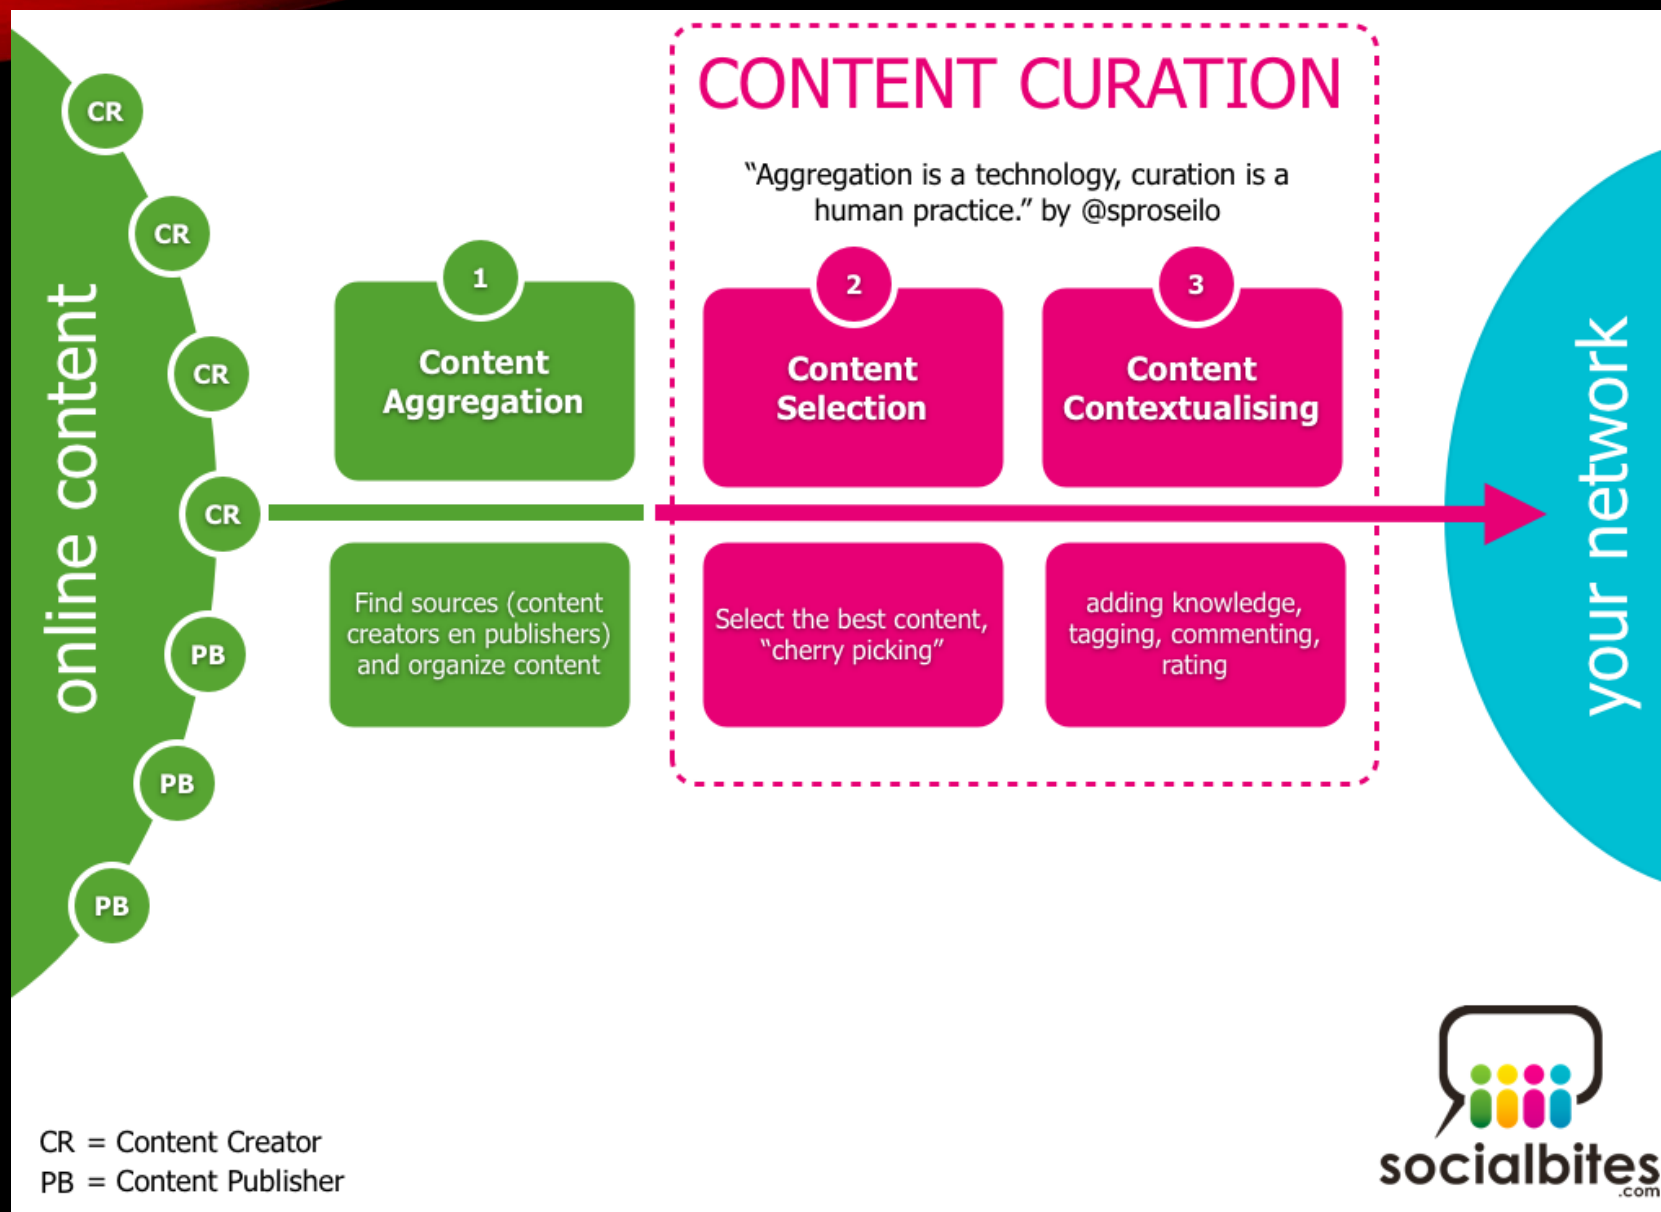 CONTENT CURATION
“Aggregation is a technology, curation is a
human practice.” by @sproseilo
online content
CR
CR
CR
CR
PB
PB
PB
1
Content
Aggregation
Find sources (content
creators en publishers)
and organize content
2
Content
Selection
Select the best content,
“cherry picking”
3
Content
Contextualising
adding knowledge,
tagging, commenting,
rating
your network
CR = Content Creator
PB = Content Publisher
socialbites
.com